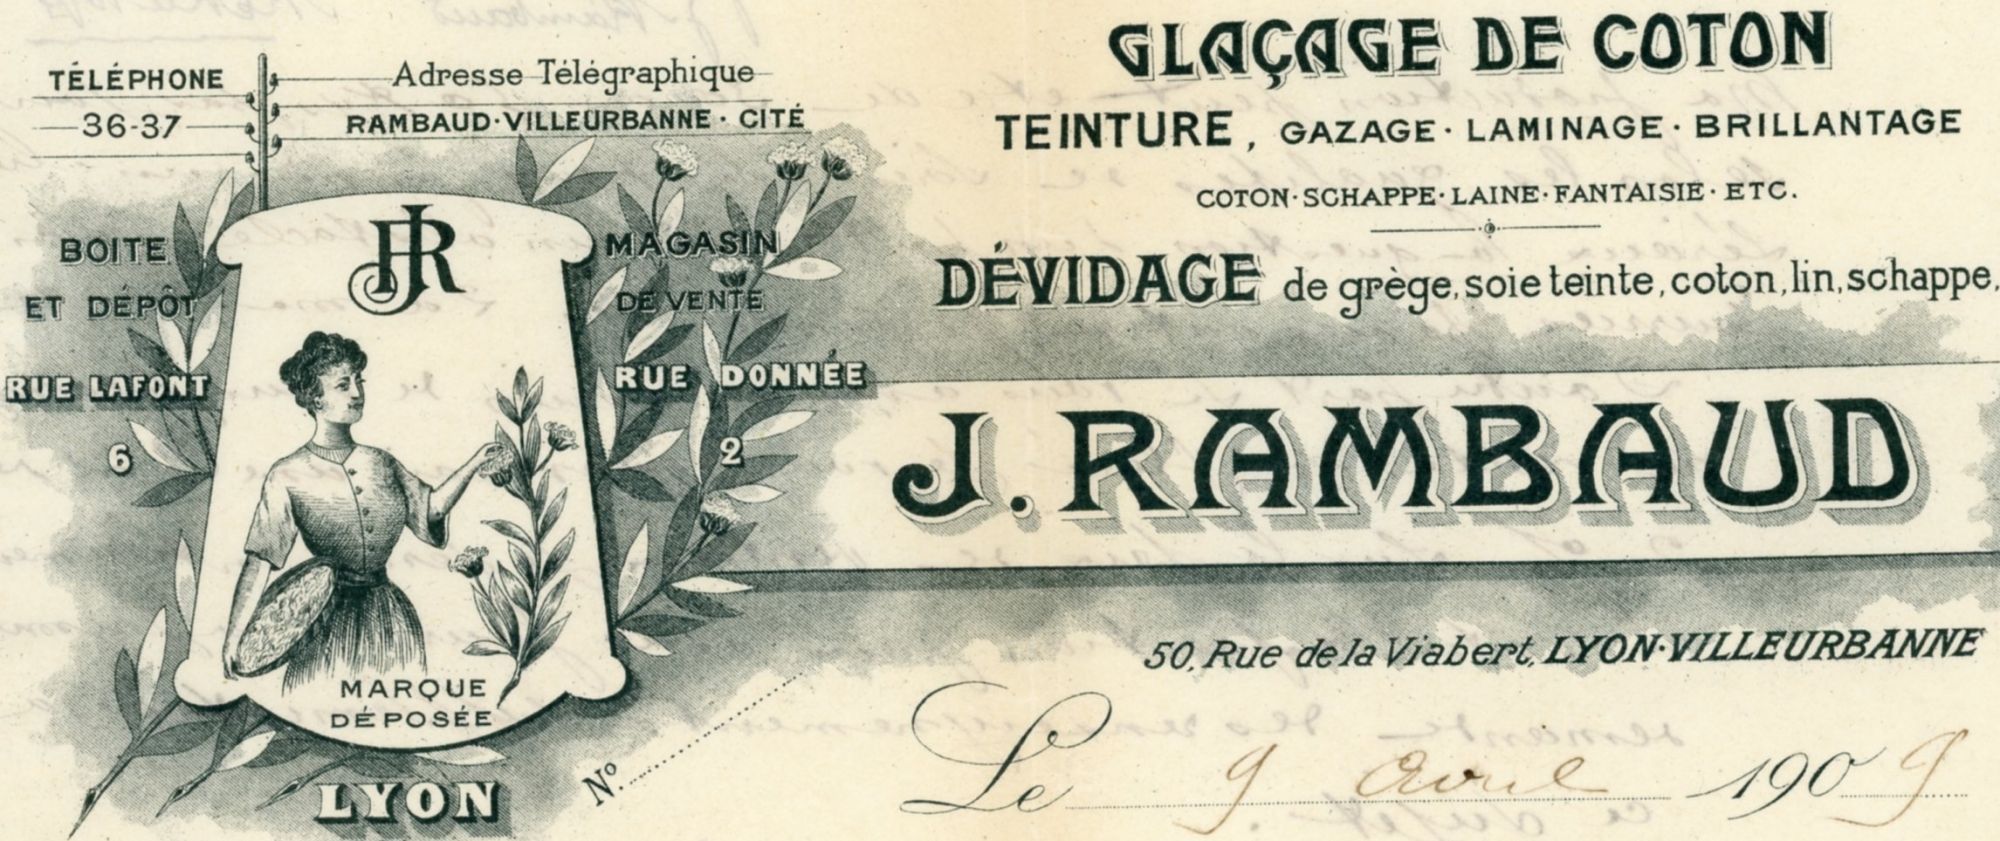 TÉLÉPHONE
36-37
Adresse Télégraphique
RAMBAUD·VILLEURBANNE·CITÉ
BOITE
ET DÉPÔT
RUE LAFONT
6
JR
MAGASIN
DE VENTE
RUE DONNÉE
2
MARQUE
DÉPOSÉE
LYON
GLAÇAGE DE COTON
TEINTURE, GAZAGE·LAMINAGE·BRILLANTAGE
COTON·SCHAPPE·LAINE·FANTAISIE·ETC.
DÉVIDAGE de grège, soie teinte, coton, lin, schappe,
J. RAMBAUD
50, Rue de la Viabert, LYON·VILLEURBANNE
Nº
Le 9 Avril 1909